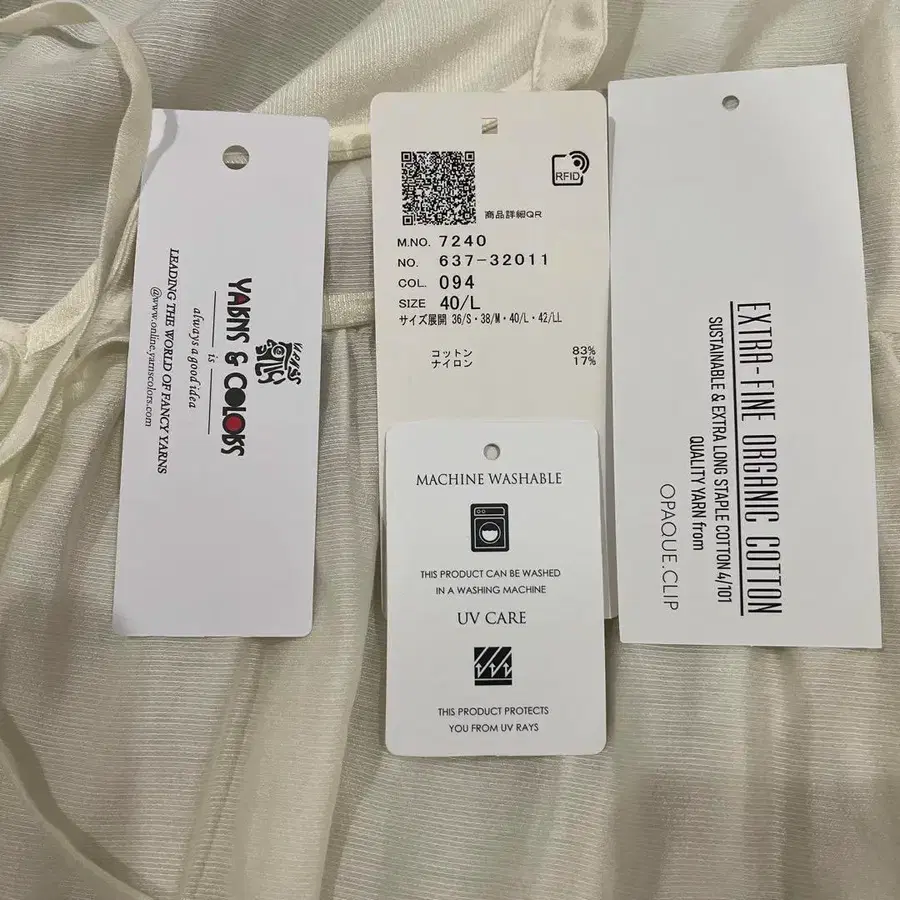 YARNS & COLORS
is
always a good idea
LEADING THE WORLD OF FANCY YARNS
@www.online.yarnscolors.com
RFID
商品詳細QR
M.NO. 7240
NO. 637-32011
COL. 094
SIZE 40/L
サイズ展開 36/S・38/M・40/L・42/LL
コットン 83%
ナイロン 17%
MACHINE WASHABLE
THIS PRODUCT CAN BE WASHED
IN A WASHING MACHINE
UV CARE
THIS PRODUCT PROTECTS
YOU FROM UV RAYS
EXTRA-FINE ORGANIC COTTON
SUSTAINABLE & EXTRA LONG STAPLE COTTON 4/101
QUALITY YARN from
OPAQUE.CLIP